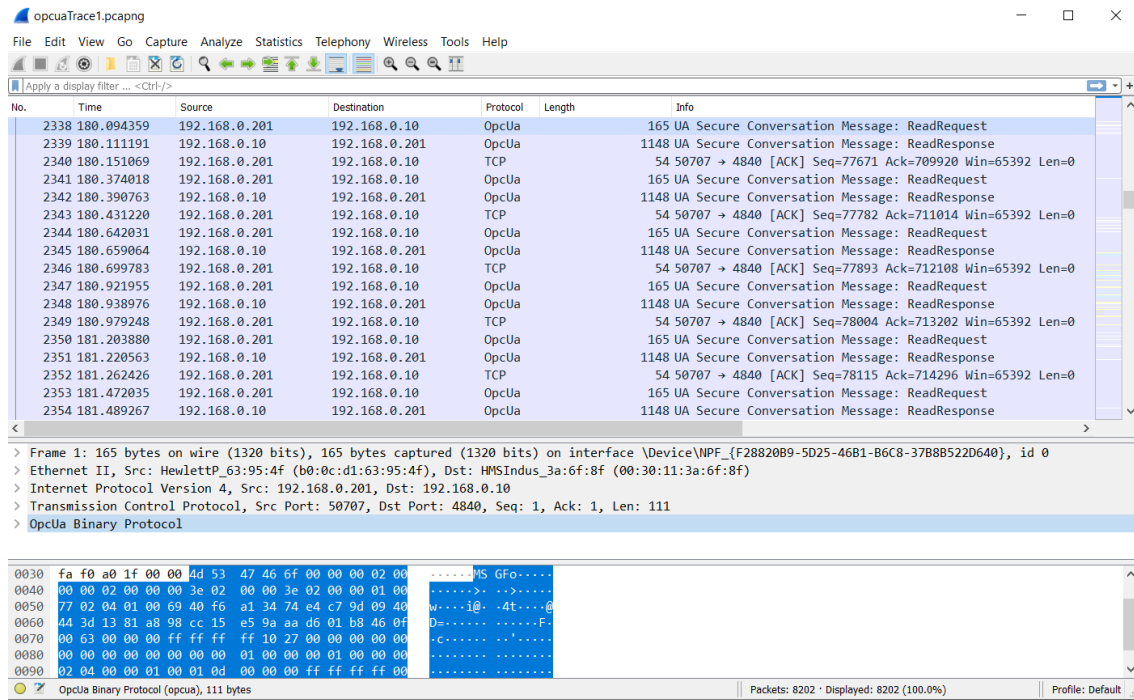 opcuaTrace1.pcapng
File Edit View Go Capture Analyze Statistics Telephony Wireless Tools Help
Apply a display filter ... <Ctrl-/>
No. Time Source Destination Protocol Length Info
2338 180.094359 192.168.0.201 192.168.0.10 OpcUa 165 UA Secure Conversation Message: ReadRequest
2339 180.111191 192.168.0.10 192.168.0.201 OpcUa 1148 UA Secure Conversation Message: ReadResponse
2340 180.151069 192.168.0.201 192.168.0.10 TCP 54 50707 → 4840 [ACK] Seq=77671 Ack=709920 Win=65392 Len=0
2341 180.374018 192.168.0.201 192.168.0.10 OpcUa 165 UA Secure Conversation Message: ReadRequest
2342 180.390763 192.168.0.10 192.168.0.201 OpcUa 1148 UA Secure Conversation Message: ReadResponse
2343 180.431220 192.168.0.201 192.168.0.10 TCP 54 50707 → 4840 [ACK] Seq=77782 Ack=711014 Win=65392 Len=0
2344 180.642031 192.168.0.201 192.168.0.10 OpcUa 165 UA Secure Conversation Message: ReadRequest
2345 180.659064 192.168.0.10 192.168.0.201 OpcUa 1148 UA Secure Conversation Message: ReadResponse
2346 180.699783 192.168.0.201 192.168.0.10 TCP 54 50707 → 4840 [ACK] Seq=77893 Ack=712108 Win=65392 Len=0
2347 180.921955 192.168.0.201 192.168.0.10 OpcUa 165 UA Secure Conversation Message: ReadRequest
2348 180.938976 192.168.0.10 192.168.0.201 OpcUa 1148 UA Secure Conversation Message: ReadResponse
2349 180.979248 192.168.0.201 192.168.0.10 TCP 54 50707 → 4840 [ACK] Seq=78004 Ack=713202 Win=65392 Len=0
2350 181.203880 192.168.0.201 192.168.0.10 OpcUa 165 UA Secure Conversation Message: ReadRequest
2351 181.220563 192.168.0.10 192.168.0.201 OpcUa 1148 UA Secure Conversation Message: ReadResponse
2352 181.262426 192.168.0.201 192.168.0.10 TCP 54 50707 → 4840 [ACK] Seq=78115 Ack=714296 Win=65392 Len=0
2353 181.472035 192.168.0.201 192.168.0.10 OpcUa 165 UA Secure Conversation Message: ReadRequest
2354 181.489267 192.168.0.10 192.168.0.201 OpcUa 1148 UA Secure Conversation Message: ReadResponse
> Frame 1: 165 bytes on wire (1320 bits), 165 bytes captured (1320 bits) on interface \Device\NPF_{F28820B9-5D25-46B1-B6C8-37B8B522D640}, id 0
> Ethernet II, Src: HewlettP_63:95:4f (b0:0c:d1:63:95:4f), Dst: HMSIndus_3a:6f:8f (00:30:11:3a:6f:8f)
> Internet Protocol Version 4, Src: 192.168.0.201, Dst: 192.168.0.10
> Transmission Control Protocol, Src Port: 50707, Dst Port: 4840, Seq: 1, Ack: 1, Len: 111
> OpcUa Binary Protocol
0030 fa f0 a0 1f 00 00 4d 53 47 46 6f 00 00 00 02 00 ······MS GFo·····
0040 00 00 02 00 00 00 3e 02 00 00 3e 02 00 00 01 00 ······>· ··>·····
0050 77 02 04 01 00 69 40 f6 a1 34 74 e4 c7 9d 09 40 w····i@· ·4t····@
0060 44 3d 13 81 a8 98 cc 15 e5 9a aa d6 01 b8 46 0f D=······ ······F·
0070 00 63 00 00 00 ff ff ff ff 10 27 00 00 00 00 00 ·c······ ··'·····
0080 00 00 00 00 00 00 00 00 01 00 00 00 01 00 00 00 ········ ········
0090 02 04 00 00 01 00 01 0d 00 00 00 ff ff ff ff 00 ········ ········
OpcUa Binary Protocol (opcua), 111 bytes Packets: 8202 · Displayed: 8202 (100.0%) Profile: Default